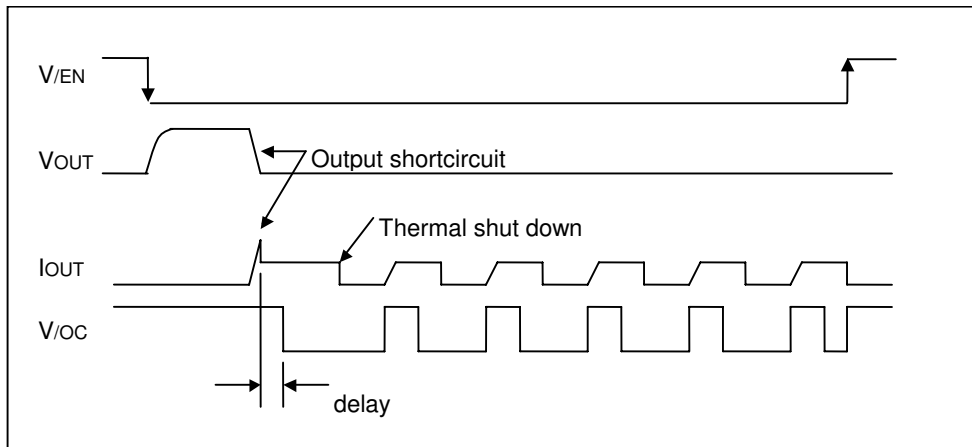 V/EN
VOUT
Output shortcircuit
Thermal shut down
IOUT
V/OC
delay